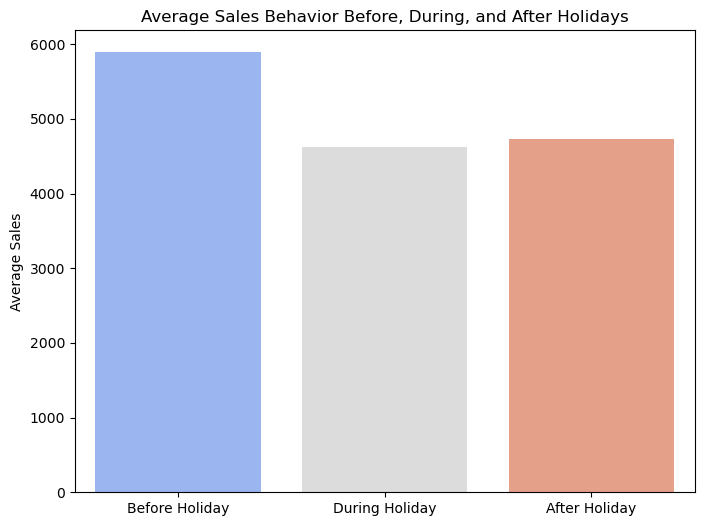 Average Sales Behavior Before, During, and After Holidays
Average Sales
6000
5000
4000
3000
2000
1000
0
Before Holiday
During Holiday
After Holiday